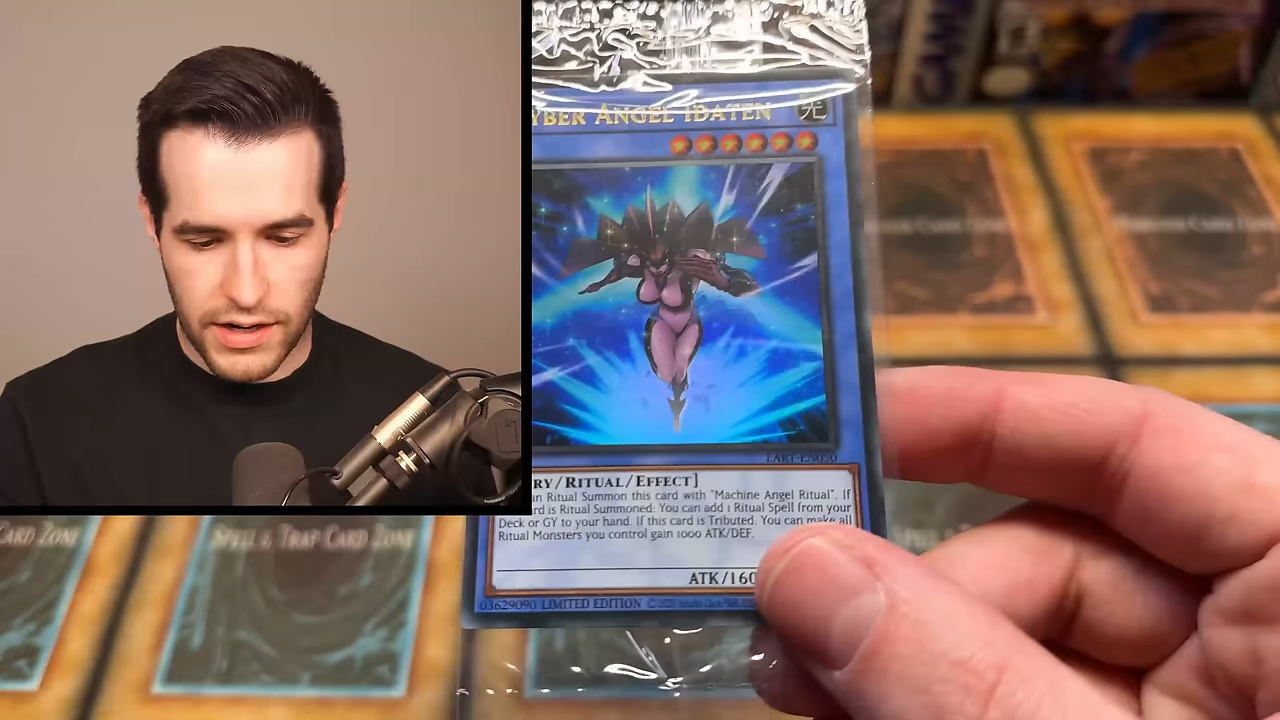 YBER ANGEL IDATEN
光
LART-EN030
RY/RITUAL/EFFECT]
n Ritual Summon this card with "Machine Angel Ritual". If
rd is Ritual Summoned: You can add 1 Ritual Spell from your
Deck or GY to your hand. If this card is Tributed: You can make all
Ritual Monsters you control gain 1000 ATK/DEF.
ATK/160
03629090 LIMITED EDITION
CARD ZONE
SPELL & TRAP CARD ZONE